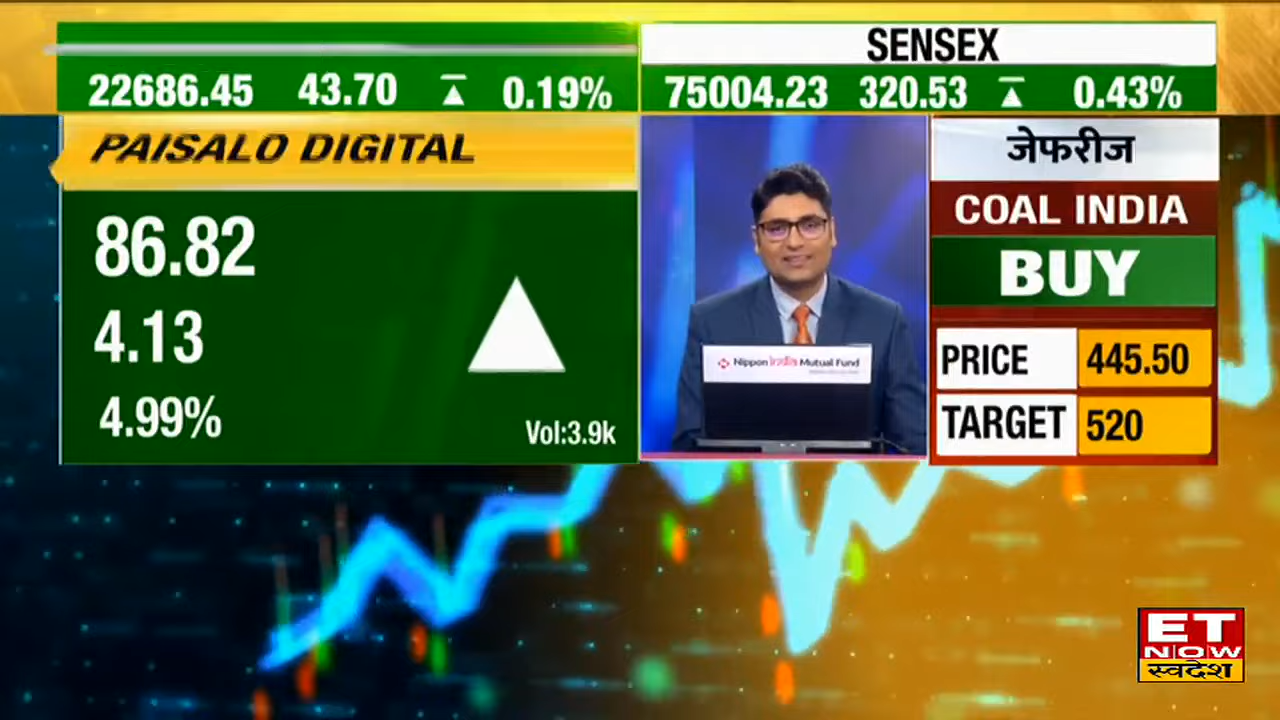 22686.45 43.70 0.19%
SENSEX
75004.23 320.53 0.43%
PAISALO DIGITAL
86.82
4.13
4.99%
Vol:3.9k
Nippon india Mutual Fund
जेफरीज
COAL INDIA
BUY
PRICE 445.50
TARGET 520
ET
NOW
स्वदेश